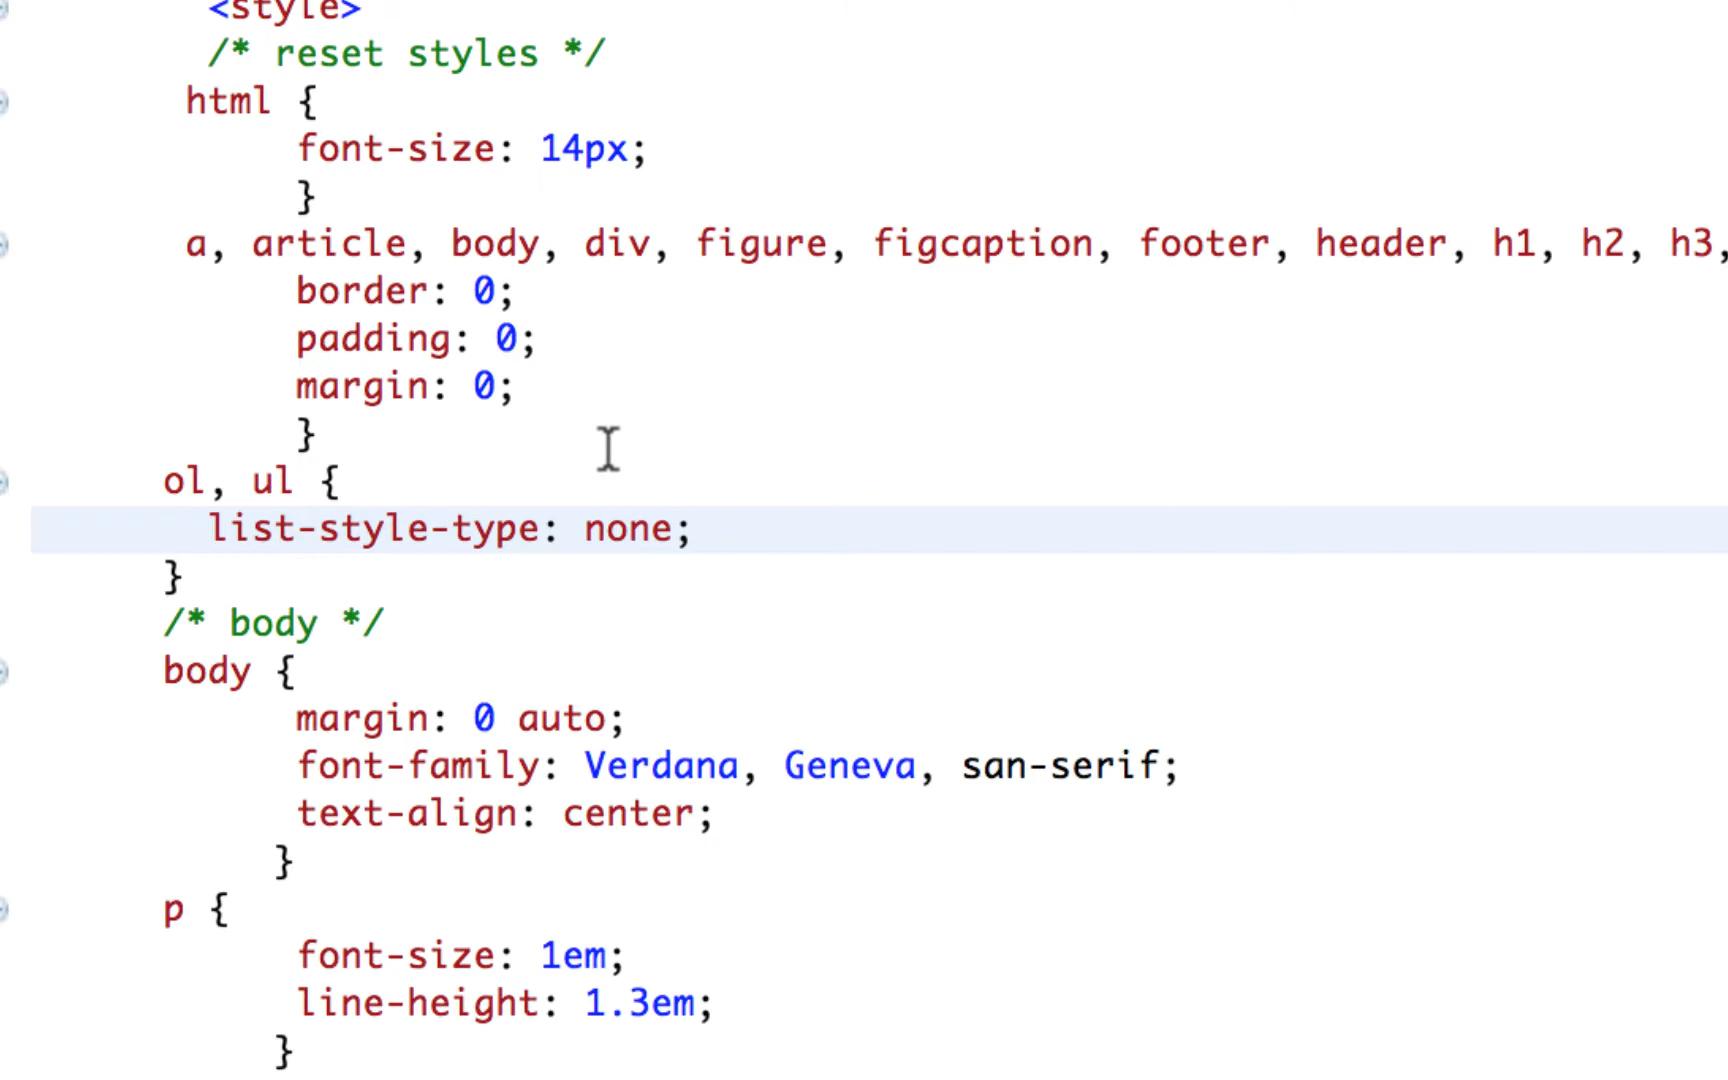 <style>
/* reset styles */
html {
font-size: 14px;
}
a, article, body, div, figure, figcaption, footer, header, h1, h2, h3,
border: 0;
padding: 0;
margin: 0;
}
ol, ul {
list-style-type: none;
}
/* body */
body {
margin: 0 auto;
font-family: Verdana, Geneva, san-serif;
text-align: center;
}
p {
font-size: 1em;
line-height: 1.3em;
}